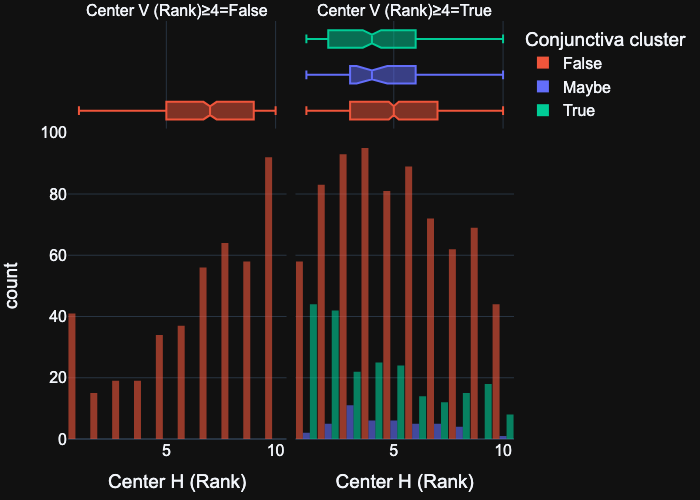 Center V (Rank)≥4=False
Center V (Rank)≥4=True
Conjunctiva cluster
False
Maybe
True
100
80
60
40
20
0
count
5
10
5
10
Center H (Rank)
Center H (Rank)